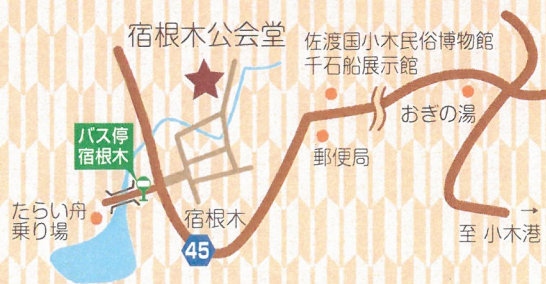 宿根木公会堂
佐渡国小木民俗博物館
千石船展示館
おぎの湯
バス停
宿根木
郵便局
たらい舟
乗り場
宿根木
45
→
至 小木港